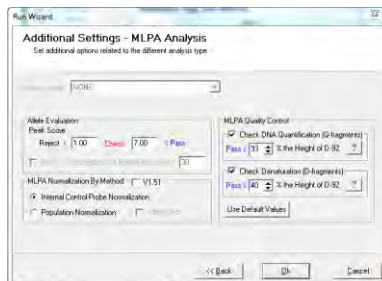 Run Wizard
Additional Settings - MLPA Analysis
Set additional options related to the different analysis type
NONE
Allele Evaluation
Peak Score
Reject < 1.00 Check 7.00 < Pass
30
MLPA Normalization By Method V1.51
Internal Control Probe Normalization
Population Normalization
MLPA Quality Control
Check DNA Quantification (Q-fragments)
Pass ≤ 33 % the Height of D-92 ?
Check Denaturation (D-fragments)
Pass ≤ 40 % the Height of D-92 ?
Use Default Values
<< Back Ok Cancel